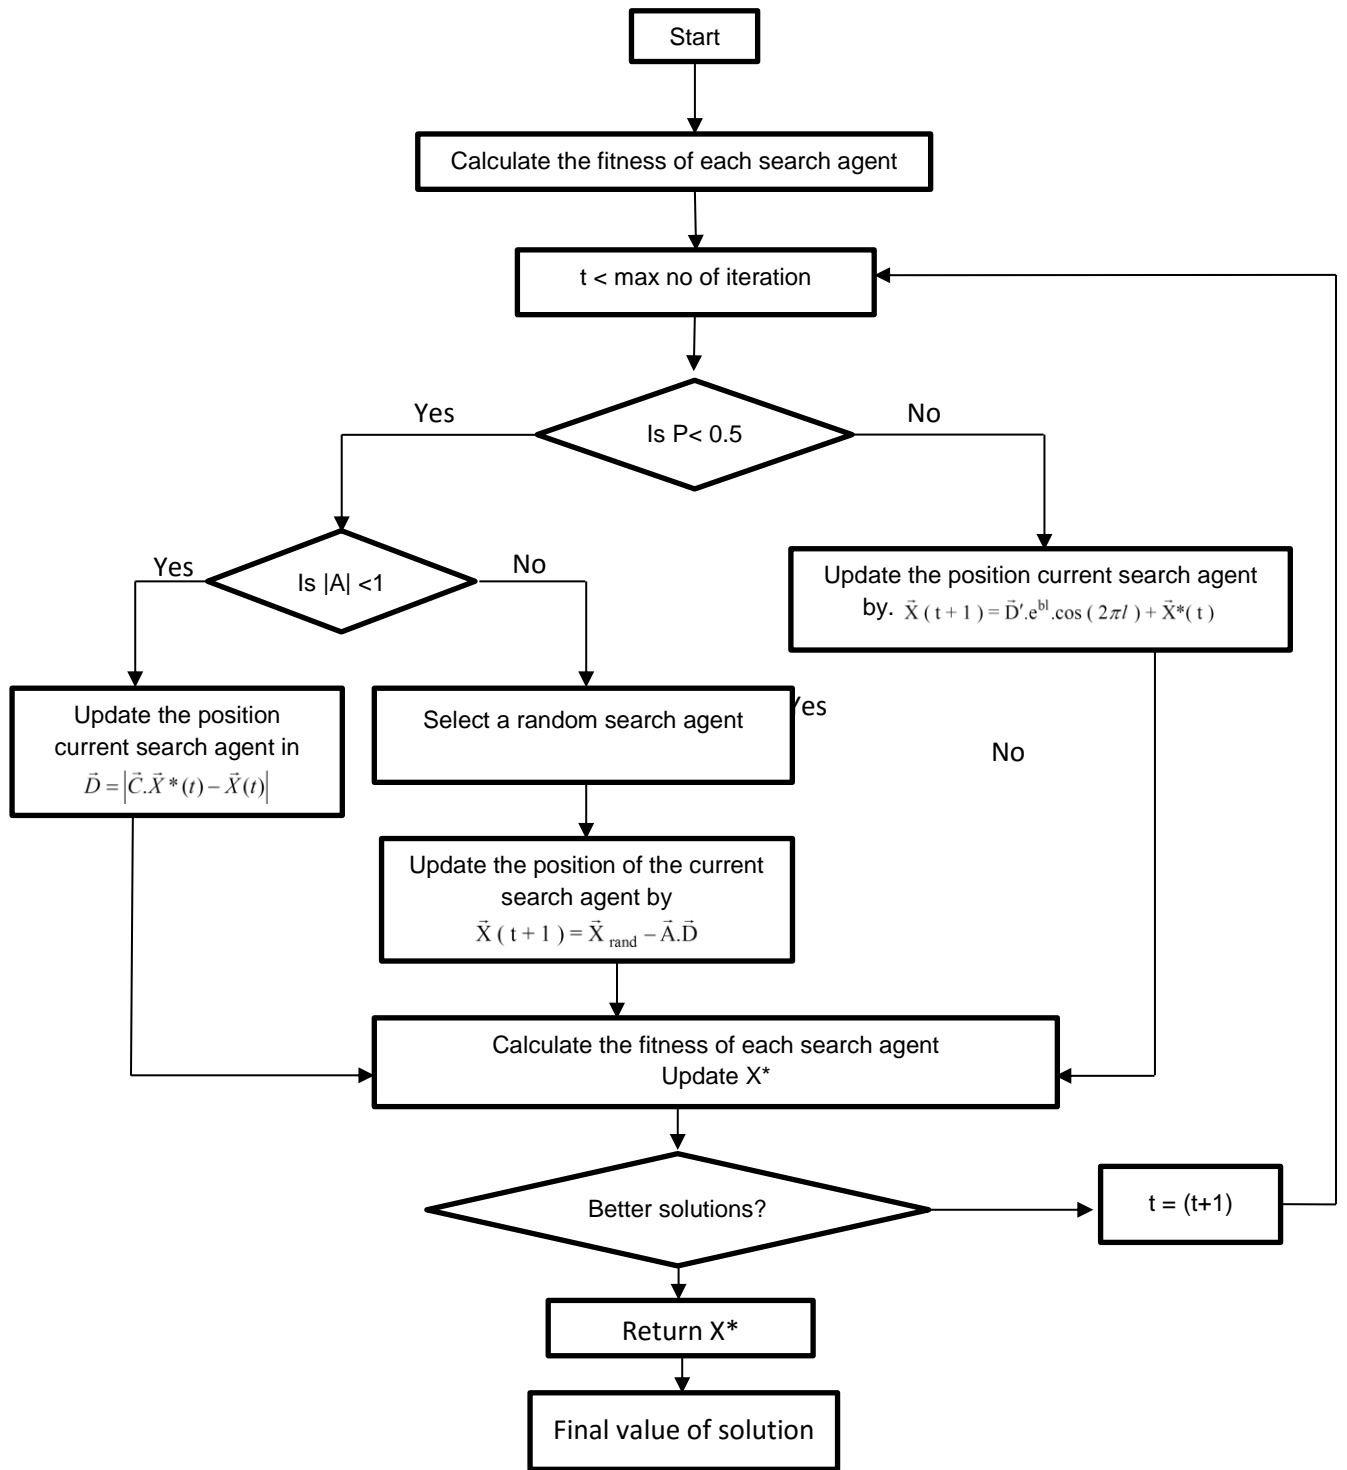 Start
Calculate the fitness of each search agent
t < max no of iteration
Yes
No
Is P< 0.5
Yes
No
Is |A| <1
Update the position current search agent
by. X⃗ ( t + 1 ) = D⃗′.e^bl.cos ( 2πl ) + X⃗*( t )
Update the position
current search agent in
D⃗ = |C⃗.X⃗ * (t) − X⃗(t)|
Select a random search agent
Yes
No
Update the position of the current
search agent by
X⃗ ( t + 1 ) = X⃗ rand − A⃗.D⃗
Calculate the fitness of each search agent
Update X*
Better solutions?
t = (t+1)
Return X*
Final value of solution